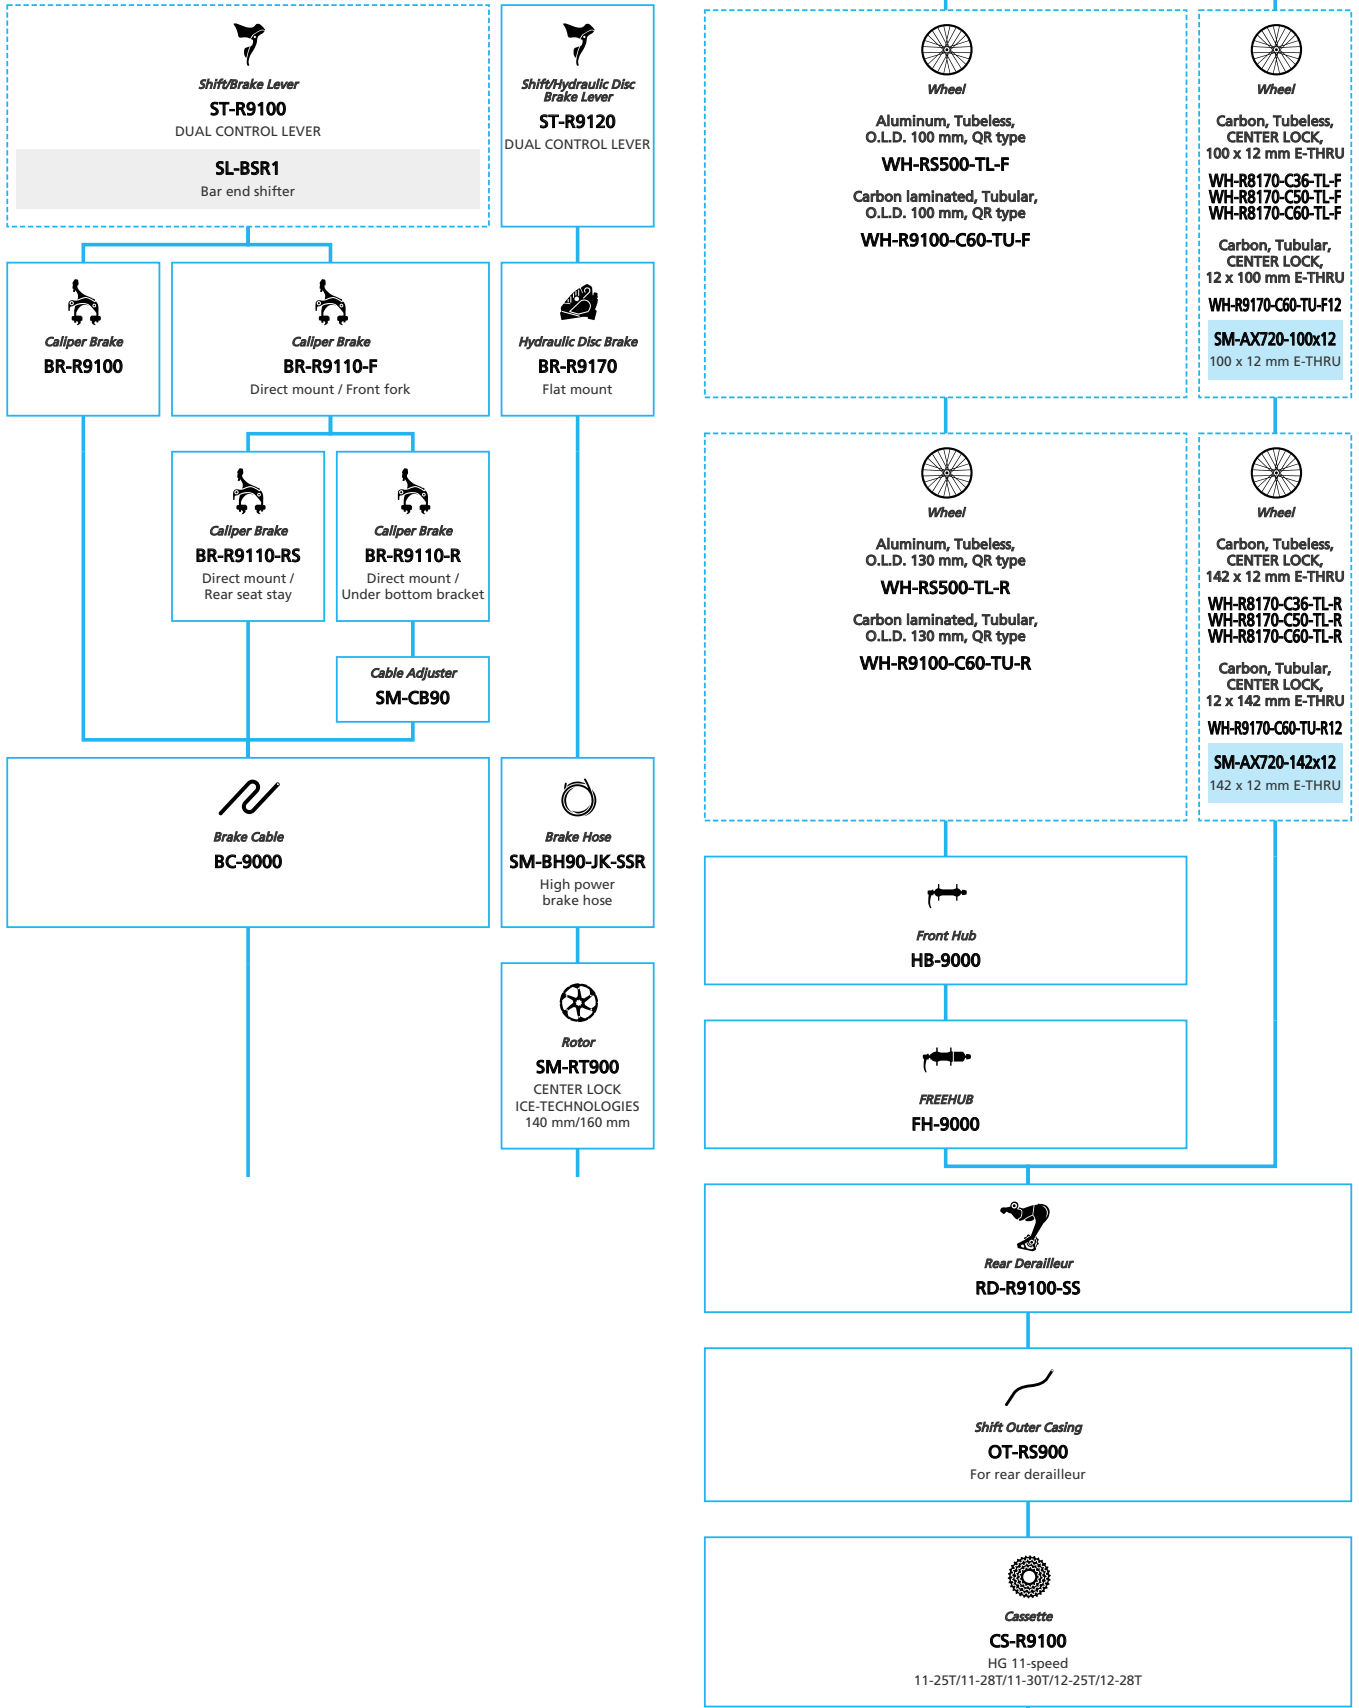 Shift/Brake Lever
ST-R9100
DUAL CONTROL LEVER
SL-BSR1
Bar end shifter
Shift/Hydraulic Disc
Brake Lever
ST-R9120
DUAL CONTROL LEVER
Caliper Brake
BR-R9100
Caliper Brake
BR-R9110-F
Direct mount / Front fork
Hydraulic Disc Brake
BR-R9170
Flat mount
Caliper Brake
BR-R9110-RS
Direct mount /
Rear seat stay
Caliper Brake
BR-R9110-R
Direct mount /
Under bottom bracket
Cable Adjuster
SM-CB90
Brake Cable
BC-9000
Brake Hose
SM-BH90-JK-SSR
High power
brake hose
Rotor
SM-RT900
CENTER LOCK
ICE-TECHNOLOGIES
140 mm/160 mm
Wheel
Aluminum, Tubeless,
O.L.D. 100 mm, QR type
WH-RS500-TL-F
Carbon laminated, Tubular,
O.L.D. 100 mm, QR type
WH-R9100-C60-TU-F
Wheel
Carbon, Tubeless,
CENTER LOCK,
100 x 12 mm E-THRU
WH-R8170-C36-TL-F
WH-R8170-C50-TL-F
WH-R8170-C60-TL-F
Carbon, Tubular,
CENTER LOCK,
12 x 100 mm E-THRU
WH-R9170-C60-TU-F12
SM-AX720-100x12
100 x 12 mm E-THRU
Wheel
Aluminum, Tubeless,
O.L.D. 130 mm, QR type
WH-RS500-TL-R
Carbon laminated, Tubular,
O.L.D. 130 mm, QR type
WH-R9100-C60-TU-R
Wheel
Carbon, Tubeless,
CENTER LOCK,
142 x 12 mm E-THRU
WH-R8170-C36-TL-R
WH-R8170-C50-TL-R
WH-R8170-C60-TL-R
Carbon, Tubular,
CENTER LOCK,
12 x 142 mm E-THRU
WH-R9170-C60-TU-R12
SM-AX720-142x12
142 x 12 mm E-THRU
Front Hub
HB-9000
FREEHUB
FH-9000
Rear Derailleur
RD-R9100-SS
Shift Outer Casing
OT-RS900
For rear derailleur
Cassette
CS-R9100
HG 11-speed
11-25T/11-28T/11-30T/12-25T/12-28T